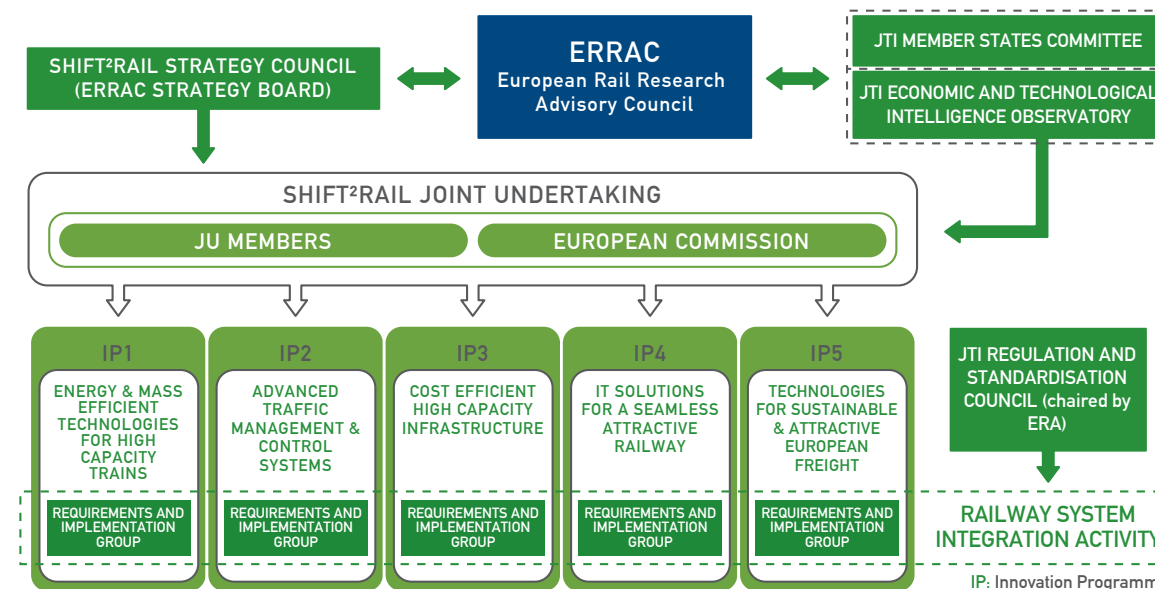 SHIFT²RAIL STRATEGY COUNCIL
(ERRAC STRATEGY BOARD)
ERRAC
European Rail Research
Advisory Council
JTI MEMBER STATES COMMITTEE
JTI ECONOMIC AND TECHNOLOGICAL
INTELLIGENCE OBSERVATORY
SHIFT²RAIL JOINT UNDERTAKING
JU MEMBERS
EUROPEAN COMMISSION
IP1
ENERGY & MASS
EFFICIENT
TECHNOLOGIES
FOR HIGH
CAPACITY
TRAINS
REQUIREMENTS AND
IMPLEMENTATION
GROUP
IP2
ADVANCED
TRAFFIC
MANAGEMENT &
CONTROL
SYSTEMS
REQUIREMENTS AND
IMPLEMENTATION
GROUP
IP3
COST EFFICIENT
HIGH CAPACITY
INFRASTRUCTURE
REQUIREMENTS AND
IMPLEMENTATION
GROUP
IP4
IT SOLUTIONS
FOR A SEAMLESS
ATTRACTIVE
RAILWAY
REQUIREMENTS AND
IMPLEMENTATION
GROUP
IP5
TECHNOLOGIES
FOR SUSTAINABLE
& ATTRACTIVE
EUROPEAN
FREIGHT
REQUIREMENTS AND
IMPLEMENTATION
GROUP
JTI REGULATION AND
STANDARDISATION
COUNCIL (chaired by
ERA)
RAILWAY SYSTEM
INTEGRATION ACTIVITY
IP: Innovation Programm